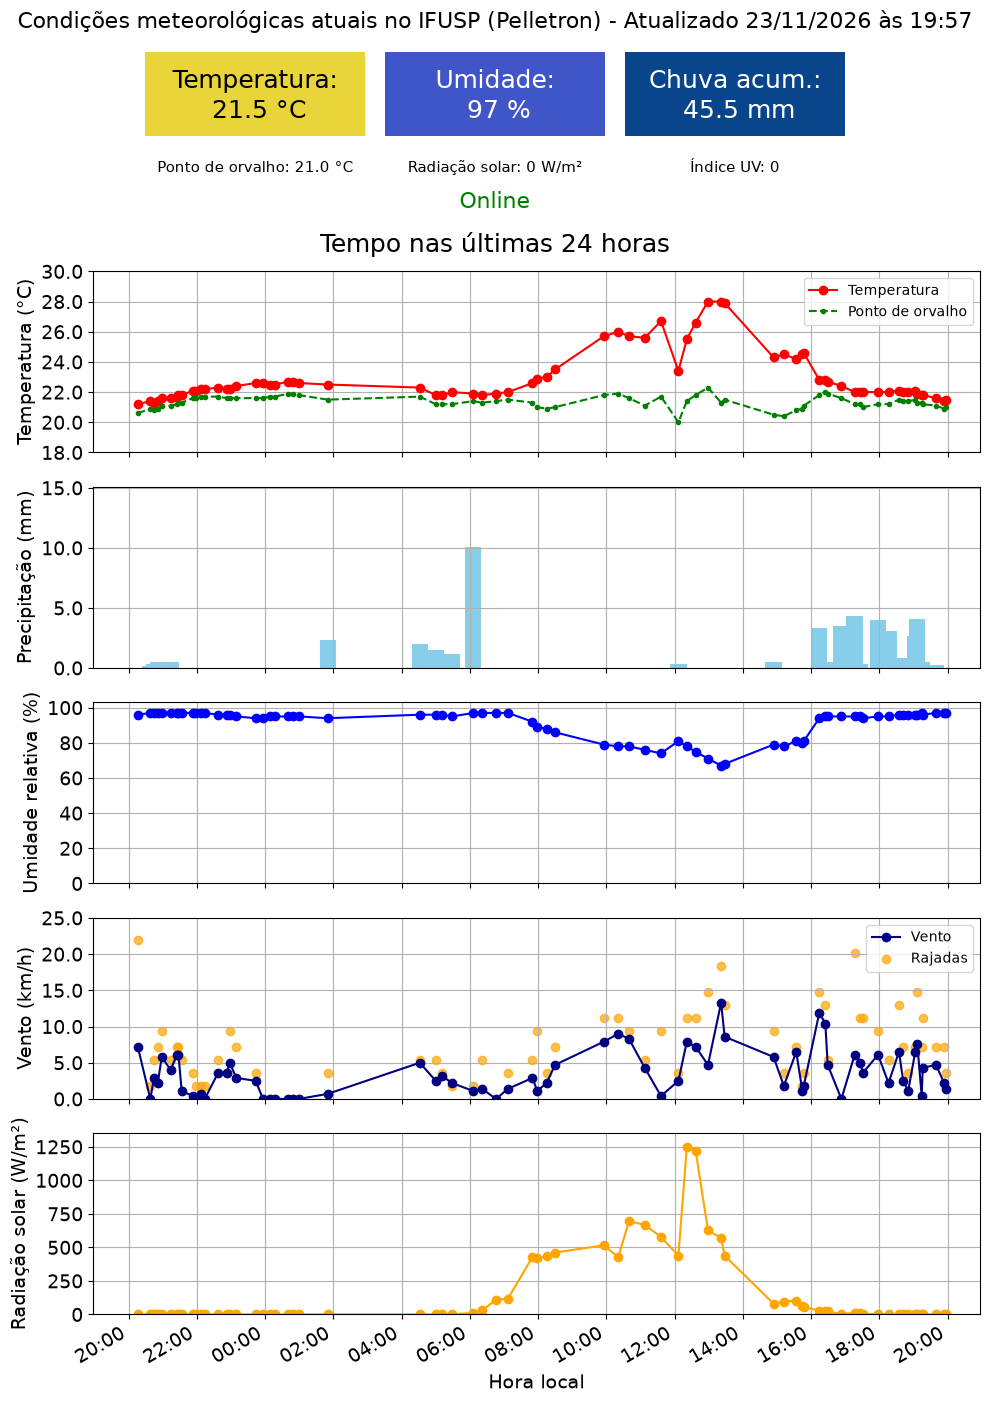 Condições meteorológicas atuais no IFUSP (Pelletron) - Atualizado 23/11/2026 às 19:57
Temperatura:
21.5 °C
Umidade:
97 %
Chuva acum.:
45.5 mm
Ponto de orvalho: 21.0 °C
Radiação solar: 0 W/m²
Índice UV: 0
Online
Tempo nas últimas 24 horas
Temperatura (°C)
30.0
28.0
26.0
24.0
22.0
20.0
18.0
Temperatura
Ponto de orvalho
Precipitação (mm)
15.0
10.0
5.0
0.0
Umidade relativa (%)
100
80
60
40
20
0
Vento (km/h)
25.0
20.0
15.0
10.0
5.0
0.0
Vento
Rajadas
Radiação solar (W/m²)
1250
1000
750
500
250
0
20:00
22:00
00:00
02:00
04:00
06:00
08:00
10:00
12:00
14:00
16:00
18:00
20:00
Hora local